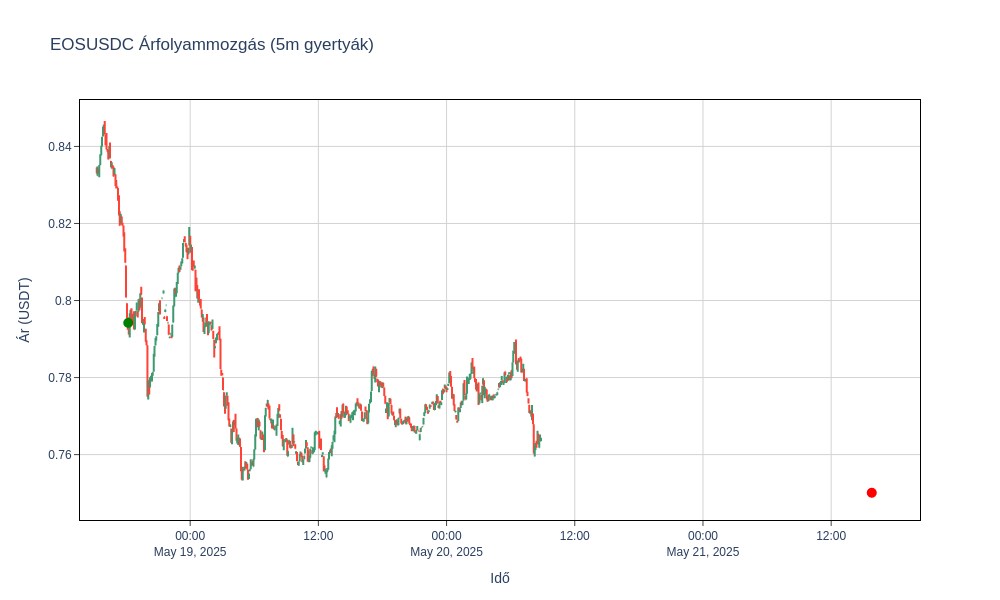 EOSUSDC Árfolyammozgás (5m gyertyák)
Ár (USDT)
0.84
0.82
0.8
0.78
0.76
00:00 12:00 00:00 12:00 00:00 12:00
May 19, 2025 May 20, 2025 May 21, 2025
Idő